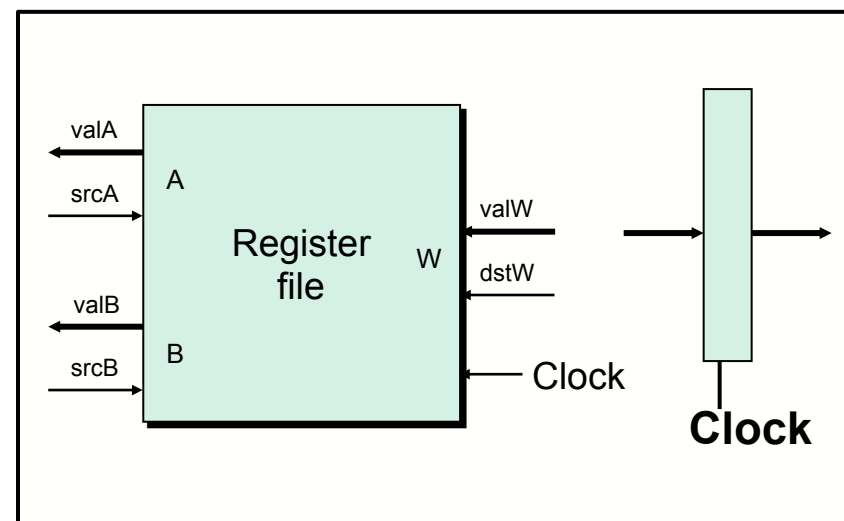 valA
A
srcA
Register
file
valB
B
srcB
valW
W
dstW
Clock
Clock